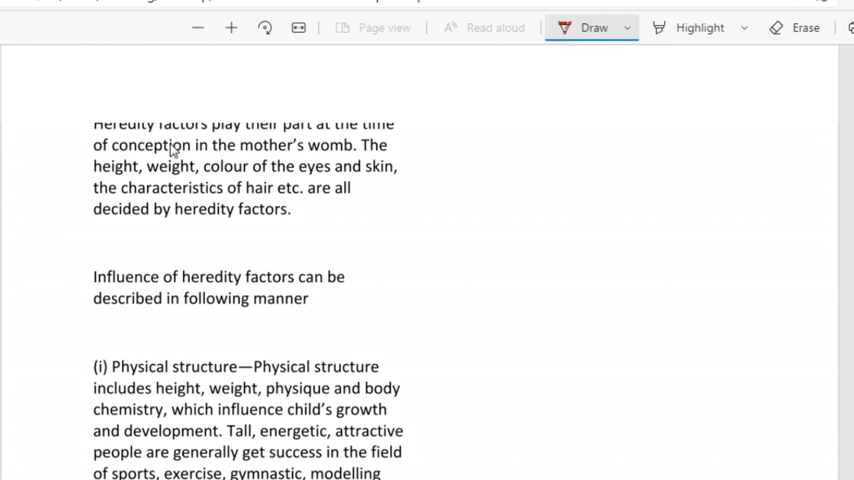 Page view
Read aloud
Draw
Highlight
Erase
Heredity factors play their part at the time
of conception in the mother's womb. The
height, weight, colour of the eyes and skin,
the characteristics of hair etc. are all
decided by heredity factors.
Influence of heredity factors can be
described in following manner
(i) Physical structure—Physical structure
includes height, weight, physique and body
chemistry, which influence child's growth
and development. Tall, energetic, attractive
people are generally get success in the field
of sports, exercise, gymnastic, modelling